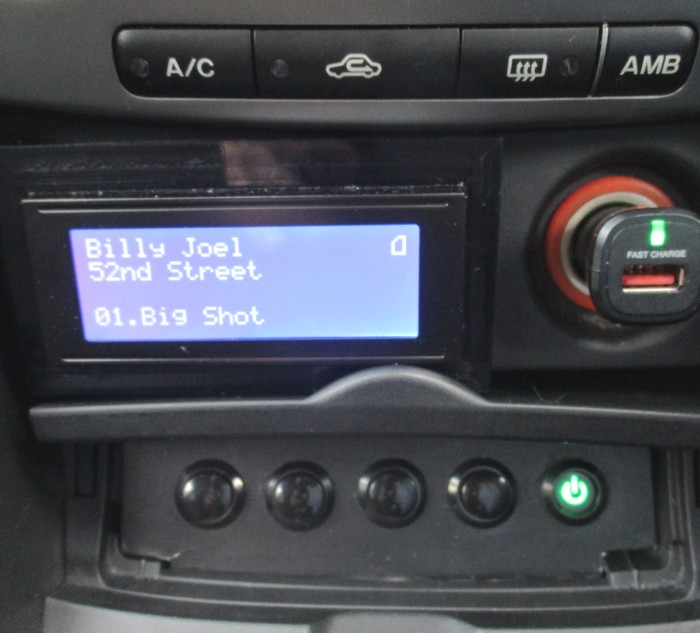 A/C
AMB
Billy Joel
52nd Street
01.Big Shot
FAST CHARGE